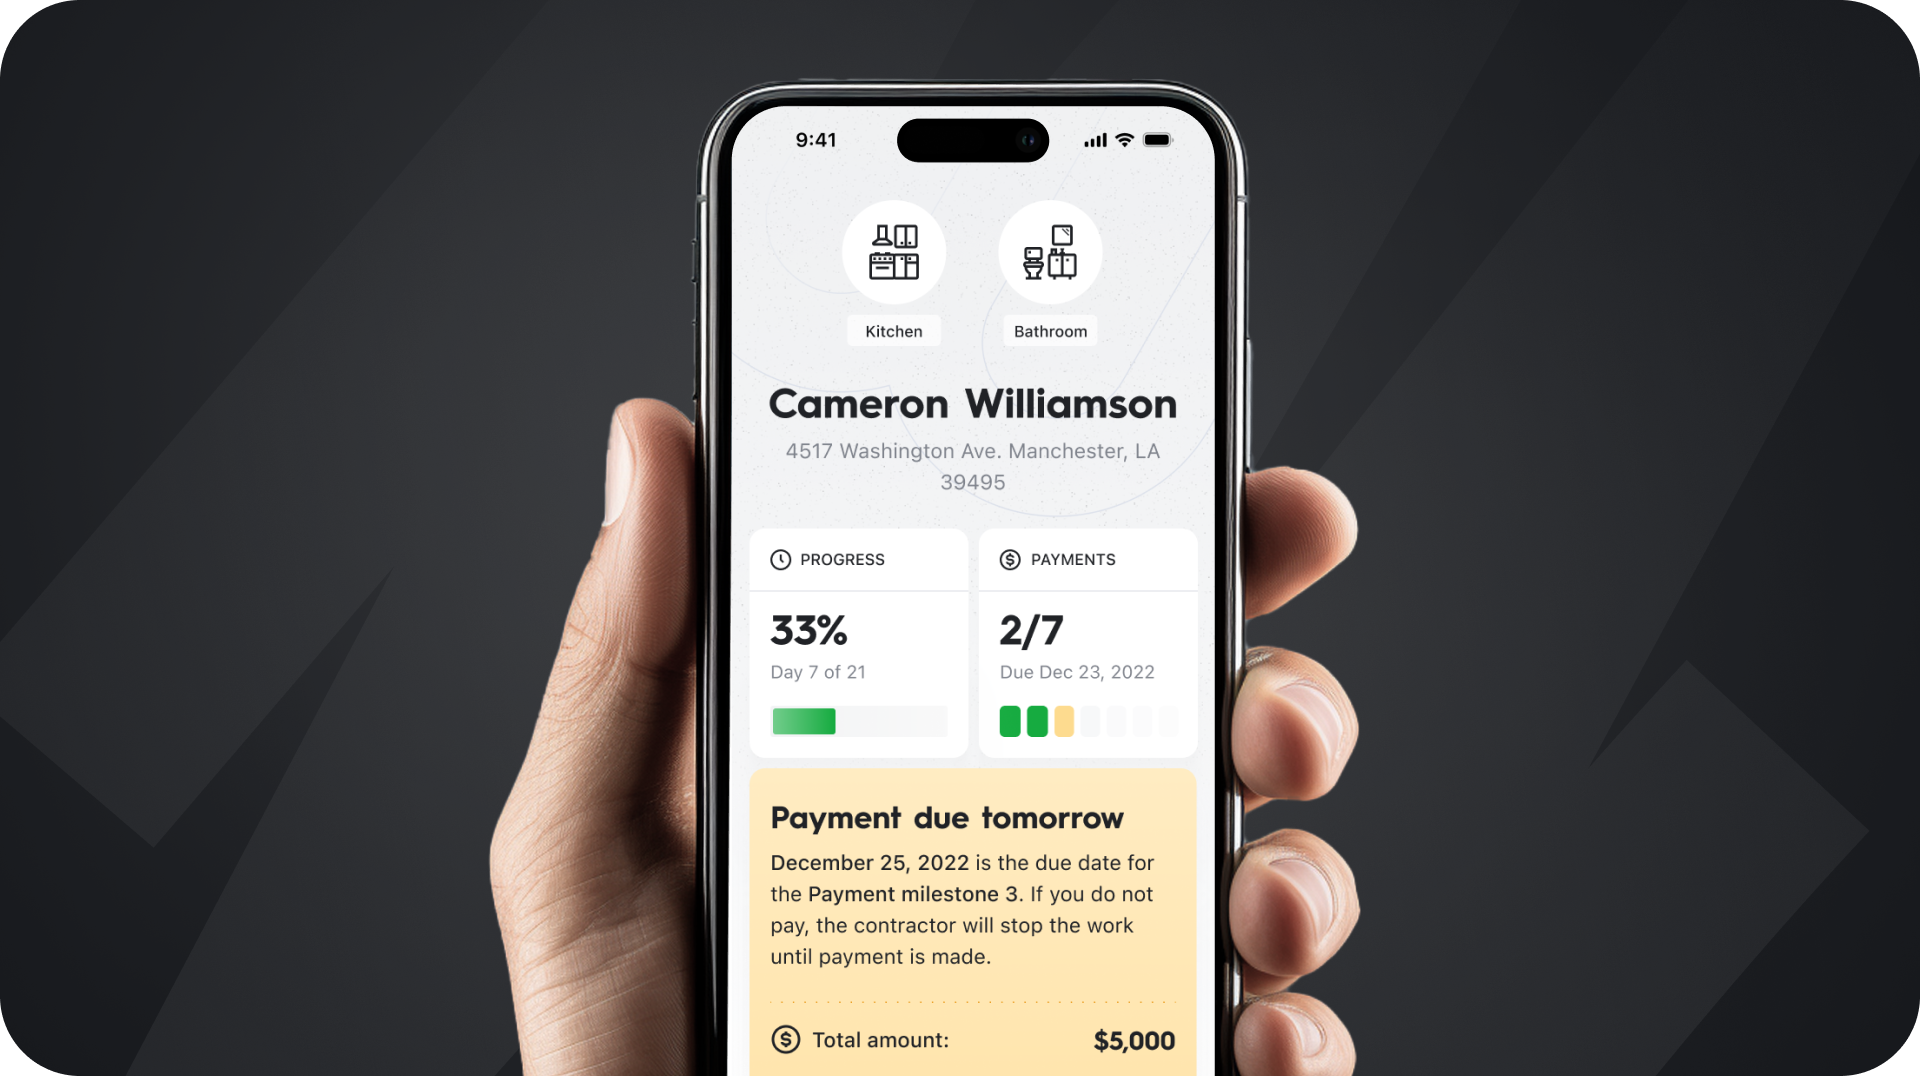 9:41
Kitchen
Bathroom
Cameron Williamson
4517 Washington Ave. Manchester, LA
39495
PROGRESS
33%
Day 7 of 21
PAYMENTS
2/7
Due Dec 23, 2022
Payment due tomorrow
December 25, 2022 is the due date for
the Payment milestone 3. If you do not
pay, the contractor will stop the work
until payment is made.
Total amount:
$5,000